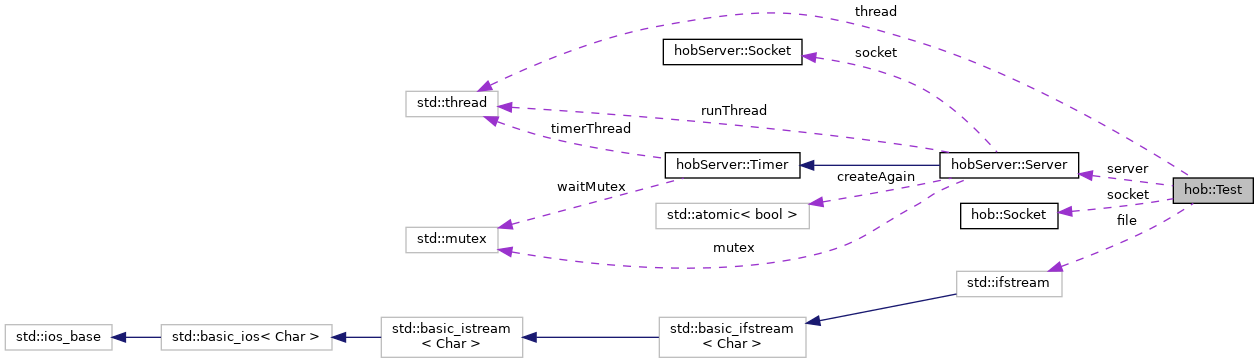 thread
hobServer::Socket
socket
std::thread
runThread
timerThread
hobServer::Timer
hobServer::Server
server
createAgain
waitMutex
hob::Test
socket
std::atomic< bool >
hob::Socket
file
std::mutex
mutex
std::ifstream
std::ios_base
std::basic_ios< Char >
std::basic_istream
< Char >
std::basic_ifstream
< Char >